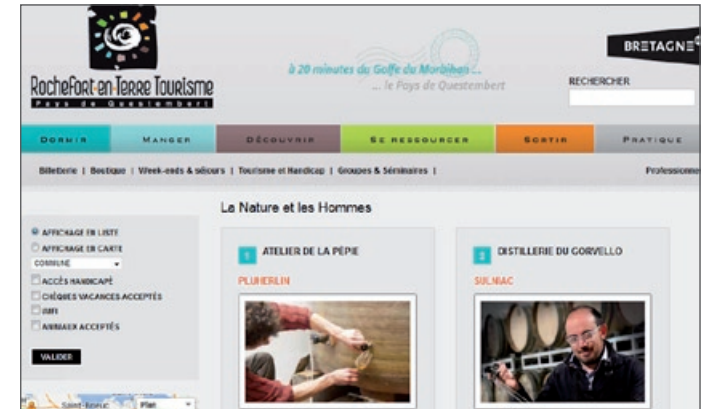 BRETAGNE
Rochefort-en-Terre Tourisme
Pays de Questembert
à 20 minutes du Golfe du Morbihan ...
... le Pays de Questembert
RECHERCHER
DORMIR MANGER DÉCOUVRIR SE RESSOURCER SORTIR PRATIQUE
Billetterie | Boutique | Week-ends & séjours | Tourisme et Handicap | Groupes & Séminaires | Professionne
La Nature et les Hommes
AFFICHAGE EN LISTE
AFFICHAGE EN CARTE
COMMUNE
ACCÈS HANDICAPÉ
CHÈQUES VACANCES ACCEPTÉS
WIFI
ANIMAUX ACCEPTÉS
VALIDER
Plan
1 ATELIER DE LA PÉPIE
PLUHERLIN
2 DISTILLERIE DU GORVELLO
SULNIAC